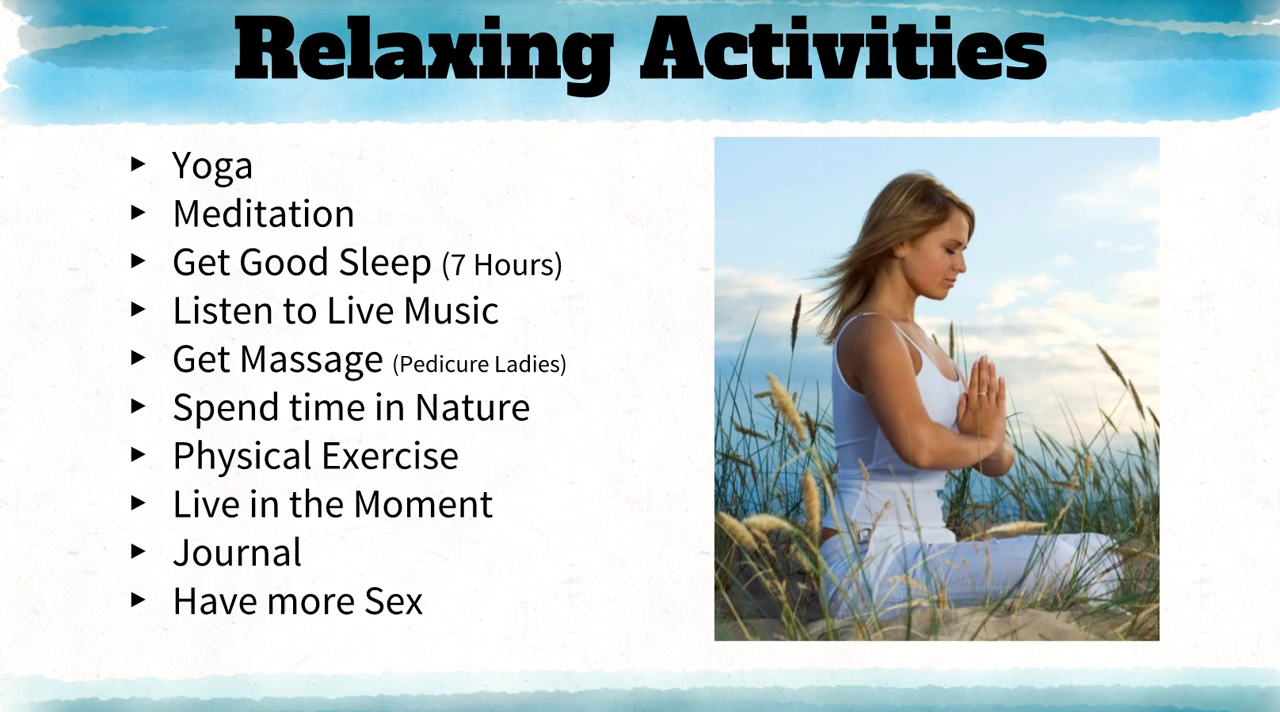 Relaxing Activities
▶ Yoga
▶ Meditation
▶ Get Good Sleep (7 Hours)
▶ Listen to Live Music
▶ Get Massage (Pedicure Ladies)
▶ Spend time in Nature
▶ Physical Exercise
▶ Live in the Moment
▶ Journal
▶ Have more Sex